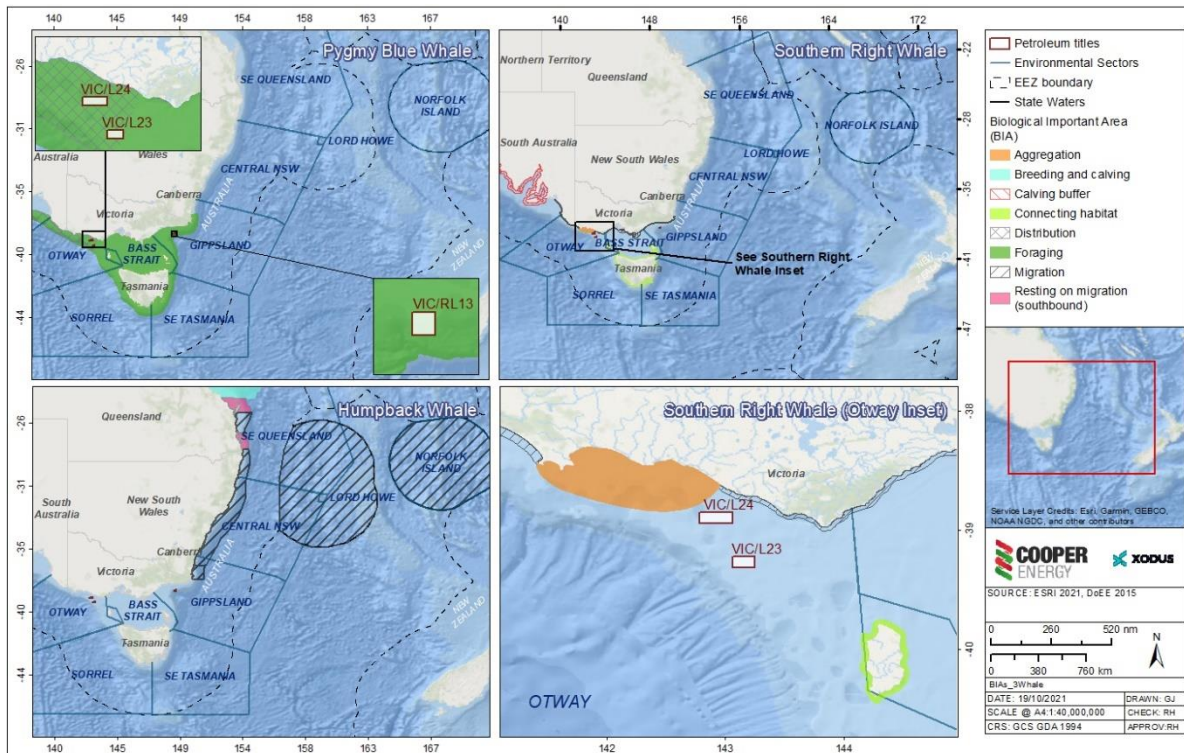 140 145 149 154 158 163 167
140 148 156 164 172
Pygmy Blue Whale
-26
-31
-35
-40
-44
VIC/L24
VIC/L23
SE QUEENSLAND
NORFOLK
ISLAND
LORD HOWE
Australia
Wales
CENTRAL NSW
Canberra
Victoria
AUSTRALIA
OTWAY
BASS
STRAIT
GIPPSLAND
NEW
ZEALAND
Tasmania
SORREL
SE TASMANIA
VIC/RL13
Southern Right Whale
-22
-28
-35
-41
-47
Northern Territory
Queensland
SE QUEENSLAND
NORFOLK ISLAND
South Australia
LORD HOWE
New South Wales
CENTRAL NSW
Canberra
Victoria
AUSTRALIA
OTWAY
BASS STRAIT
GIPPSLAND
See Southern Right
Whale Inset
Tasmania
SORREL
SE TASMANIA
Humpback Whale
-26
-31
-35
-40
-44
Queensland
SE QUEENSLAND
NORFOLK
ISLAND
South
Australia
New South
Wales
LORD HOWE
CENTRAL NSW
Canberra
Victoria
AUSTRALIA
OTWAY
BASS
STRAIT
GIPPSLAND
NEW
ZEALAND
Tasmania
SORREL
SE TASMANIA
140 145 149 154 158 163 167
Southern Right Whale (Otway Inset)
-38
-39
-40
Victoria
VIC/L24
VIC/L23
OTWAY
142 143 144
Petroleum titles
Environmental Sectors
EEZ boundary
State Waters
Biological Important Area
(BIA)
Aggregation
Breeding and calving
Calving buffer
Connecting habitat
Distribution
Foraging
Migration
Resting on migration
(southbound)
Service Layer Credits: Esri, Garmin, GEBCO,
NOAA NGDC, and other contributors
COOPER
ENERGY
XODUS
SOURCE: ESRI 2021, DoEE 2015
0 260 520 nm
N
0 380 760 km
BIAs_3Whale
DATE: 19/10/2021 DRAWN: GJ
SCALE @ A4:1:40,000,000 CHECK: RH
CRS: GCS GDA 1994 APPROV:RH